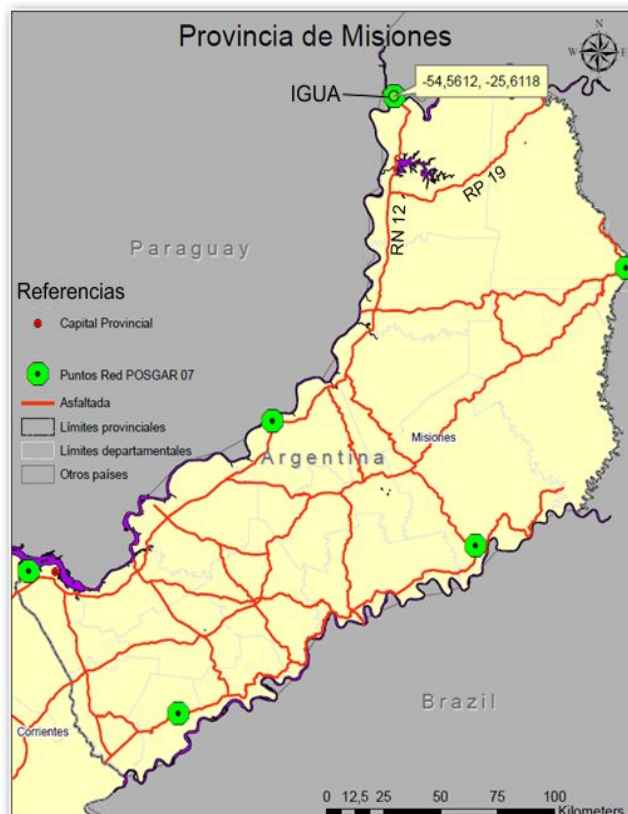 Provincia de Misiones
N
W
E
S
-54,5612, -25,6118
IGUA
RP 19
RN 12
Paraguay
Referencias
Capital Provincial
Puntos Red POSGAR 07
Asfaltada
Límites provinciales
Límites departamentales
Otros países
Misiones
Argentina
Brazil
Corrientes
0 12,5 25 50 75 100
Kilometers